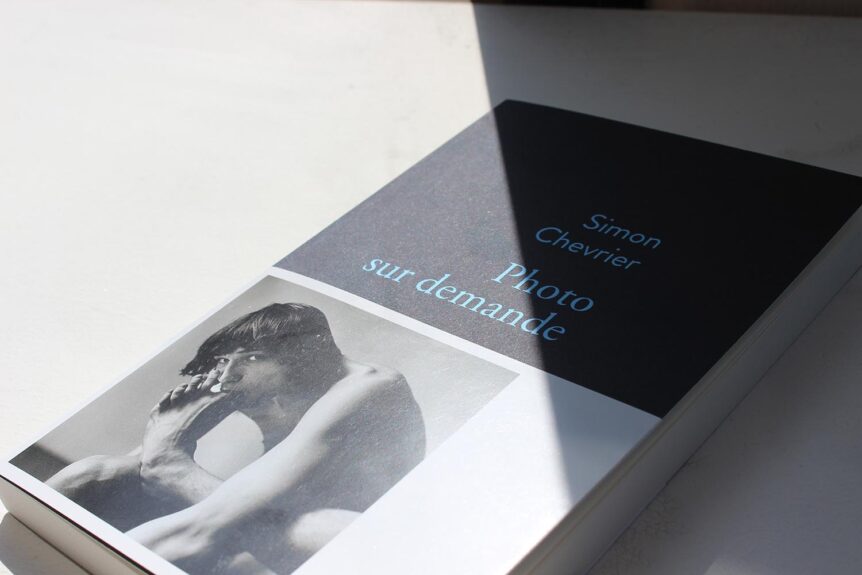 Simon
Chevrier
Photo
sur demande